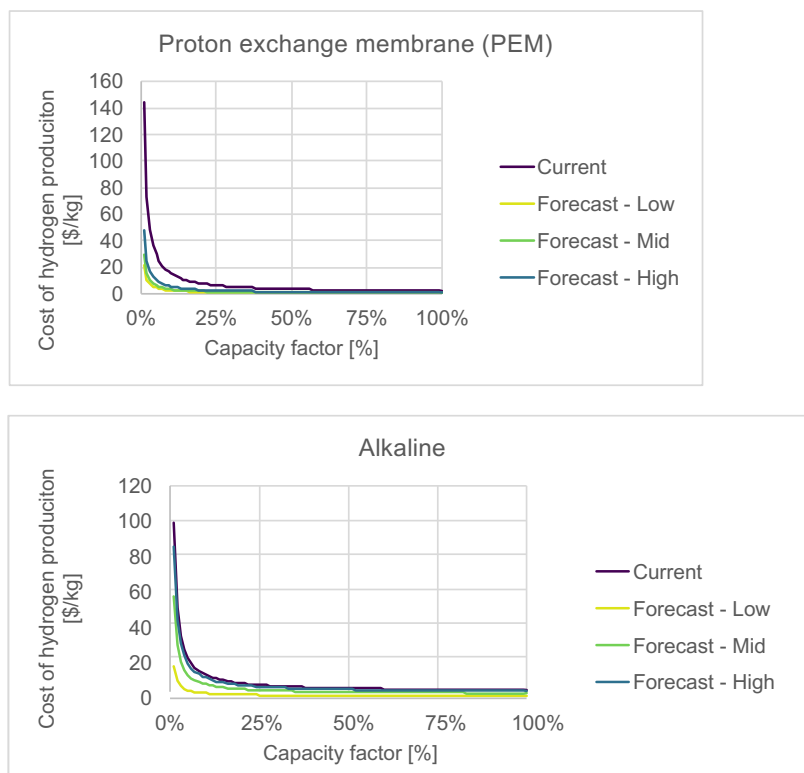 Proton exchange membrane (PEM)
Cost of hydrogen produciton
[$/kg]
160
140
120
100
80
60
40
20
0
0% 25% 50% 75% 100%
Capacity factor [%]
Current
Forecast - Low
Forecast - Mid
Forecast - High
Alkaline
Cost of hydrogen produciton
[$/kg]
120
100
80
60
40
20
0
0% 25% 50% 75% 100%
Capacity factor [%]
Current
Forecast - Low
Forecast - Mid
Forecast - High